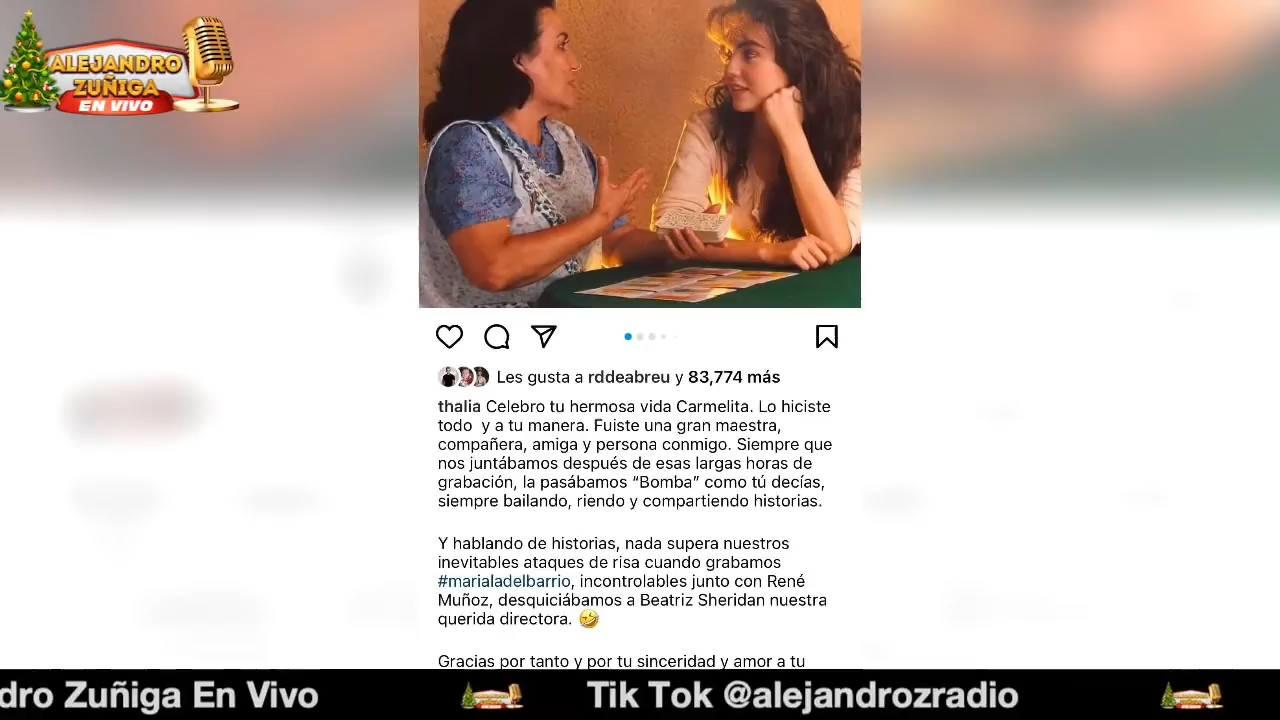 ALEJANDRO
ZUÑIGA
EN VIVO
Les gusta a rddeabreu y 83,774 más
thalia Celebro tu hermosa vida Carmelita. Lo hiciste
todo y a tu manera. Fuiste una gran maestra,
compañera, amiga y persona conmigo. Siempre que
nos juntábamos después de esas largas horas de
grabación, la pasábamos “Bomba” como tú decías,
siempre bailando, riendo y compartiendo historias.
Y hablando de historias, nada supera nuestros
inevitables ataques de risa cuando grabamos
#marialadelbarrio, incontrolables junto con René
Muñoz, desquiciábamos a Beatriz Sheridan nuestra
querida directora. 🤣
Gracias por tanto y por tu sinceridad y amor a tu
dro Zuñiga En Vivo Tik Tok @alejandrozradio